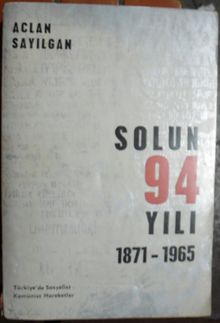 ACLAN
SAYILGAN
SOLUN
94
YILI
1871-1965
Türkiye'de Sosyalist -
Komünist Hareketler